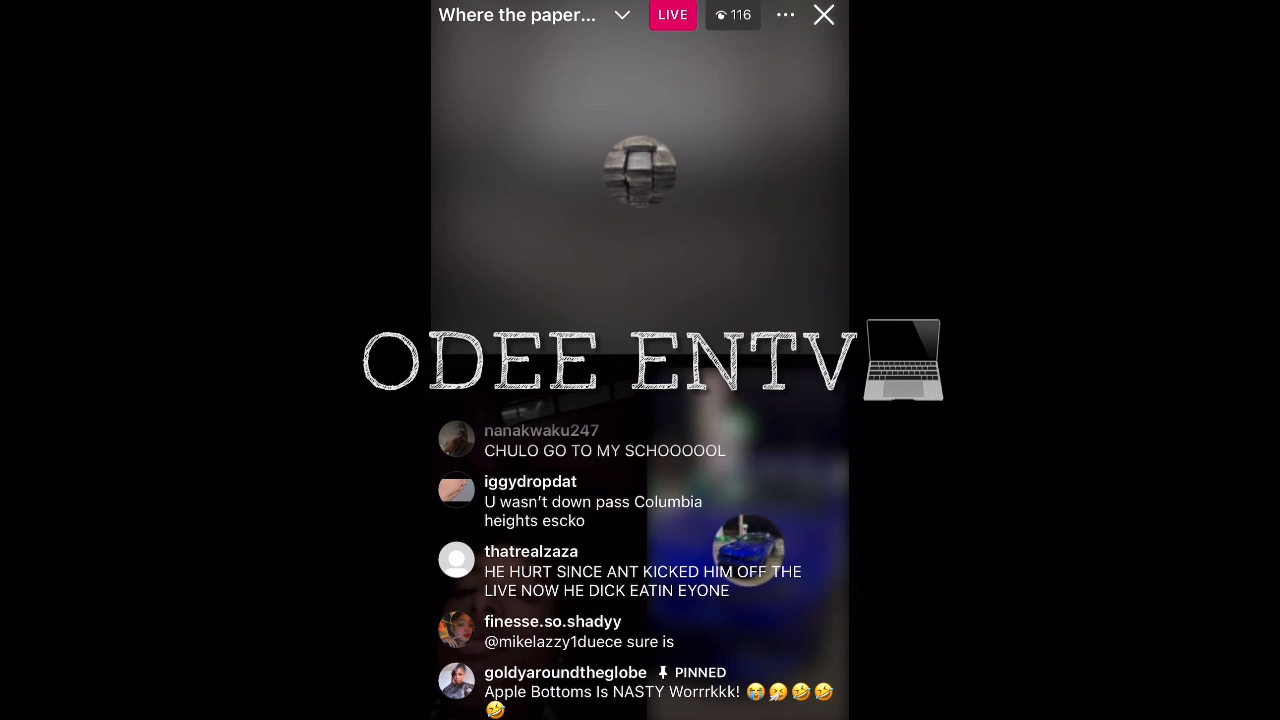 Where the paper...
LIVE
116
ODEE ENTV
nanakwaku247
CHULO GO TO MY SCHOOOOOL
iggydropdat
U wasn’t down pass Columbia
heights escko
thatrealzaza
HE HURT SINCE ANT KICKED HIM OFF THE
LIVE NOW HE DICK EATIN EYONE
finesse.so.shadyy
@mikelazzy1duece sure is
goldyaroundtheglobe PINNED
Apple Bottoms Is NASTY Worrrkkk! 😭🤧🤣🤣
🤣